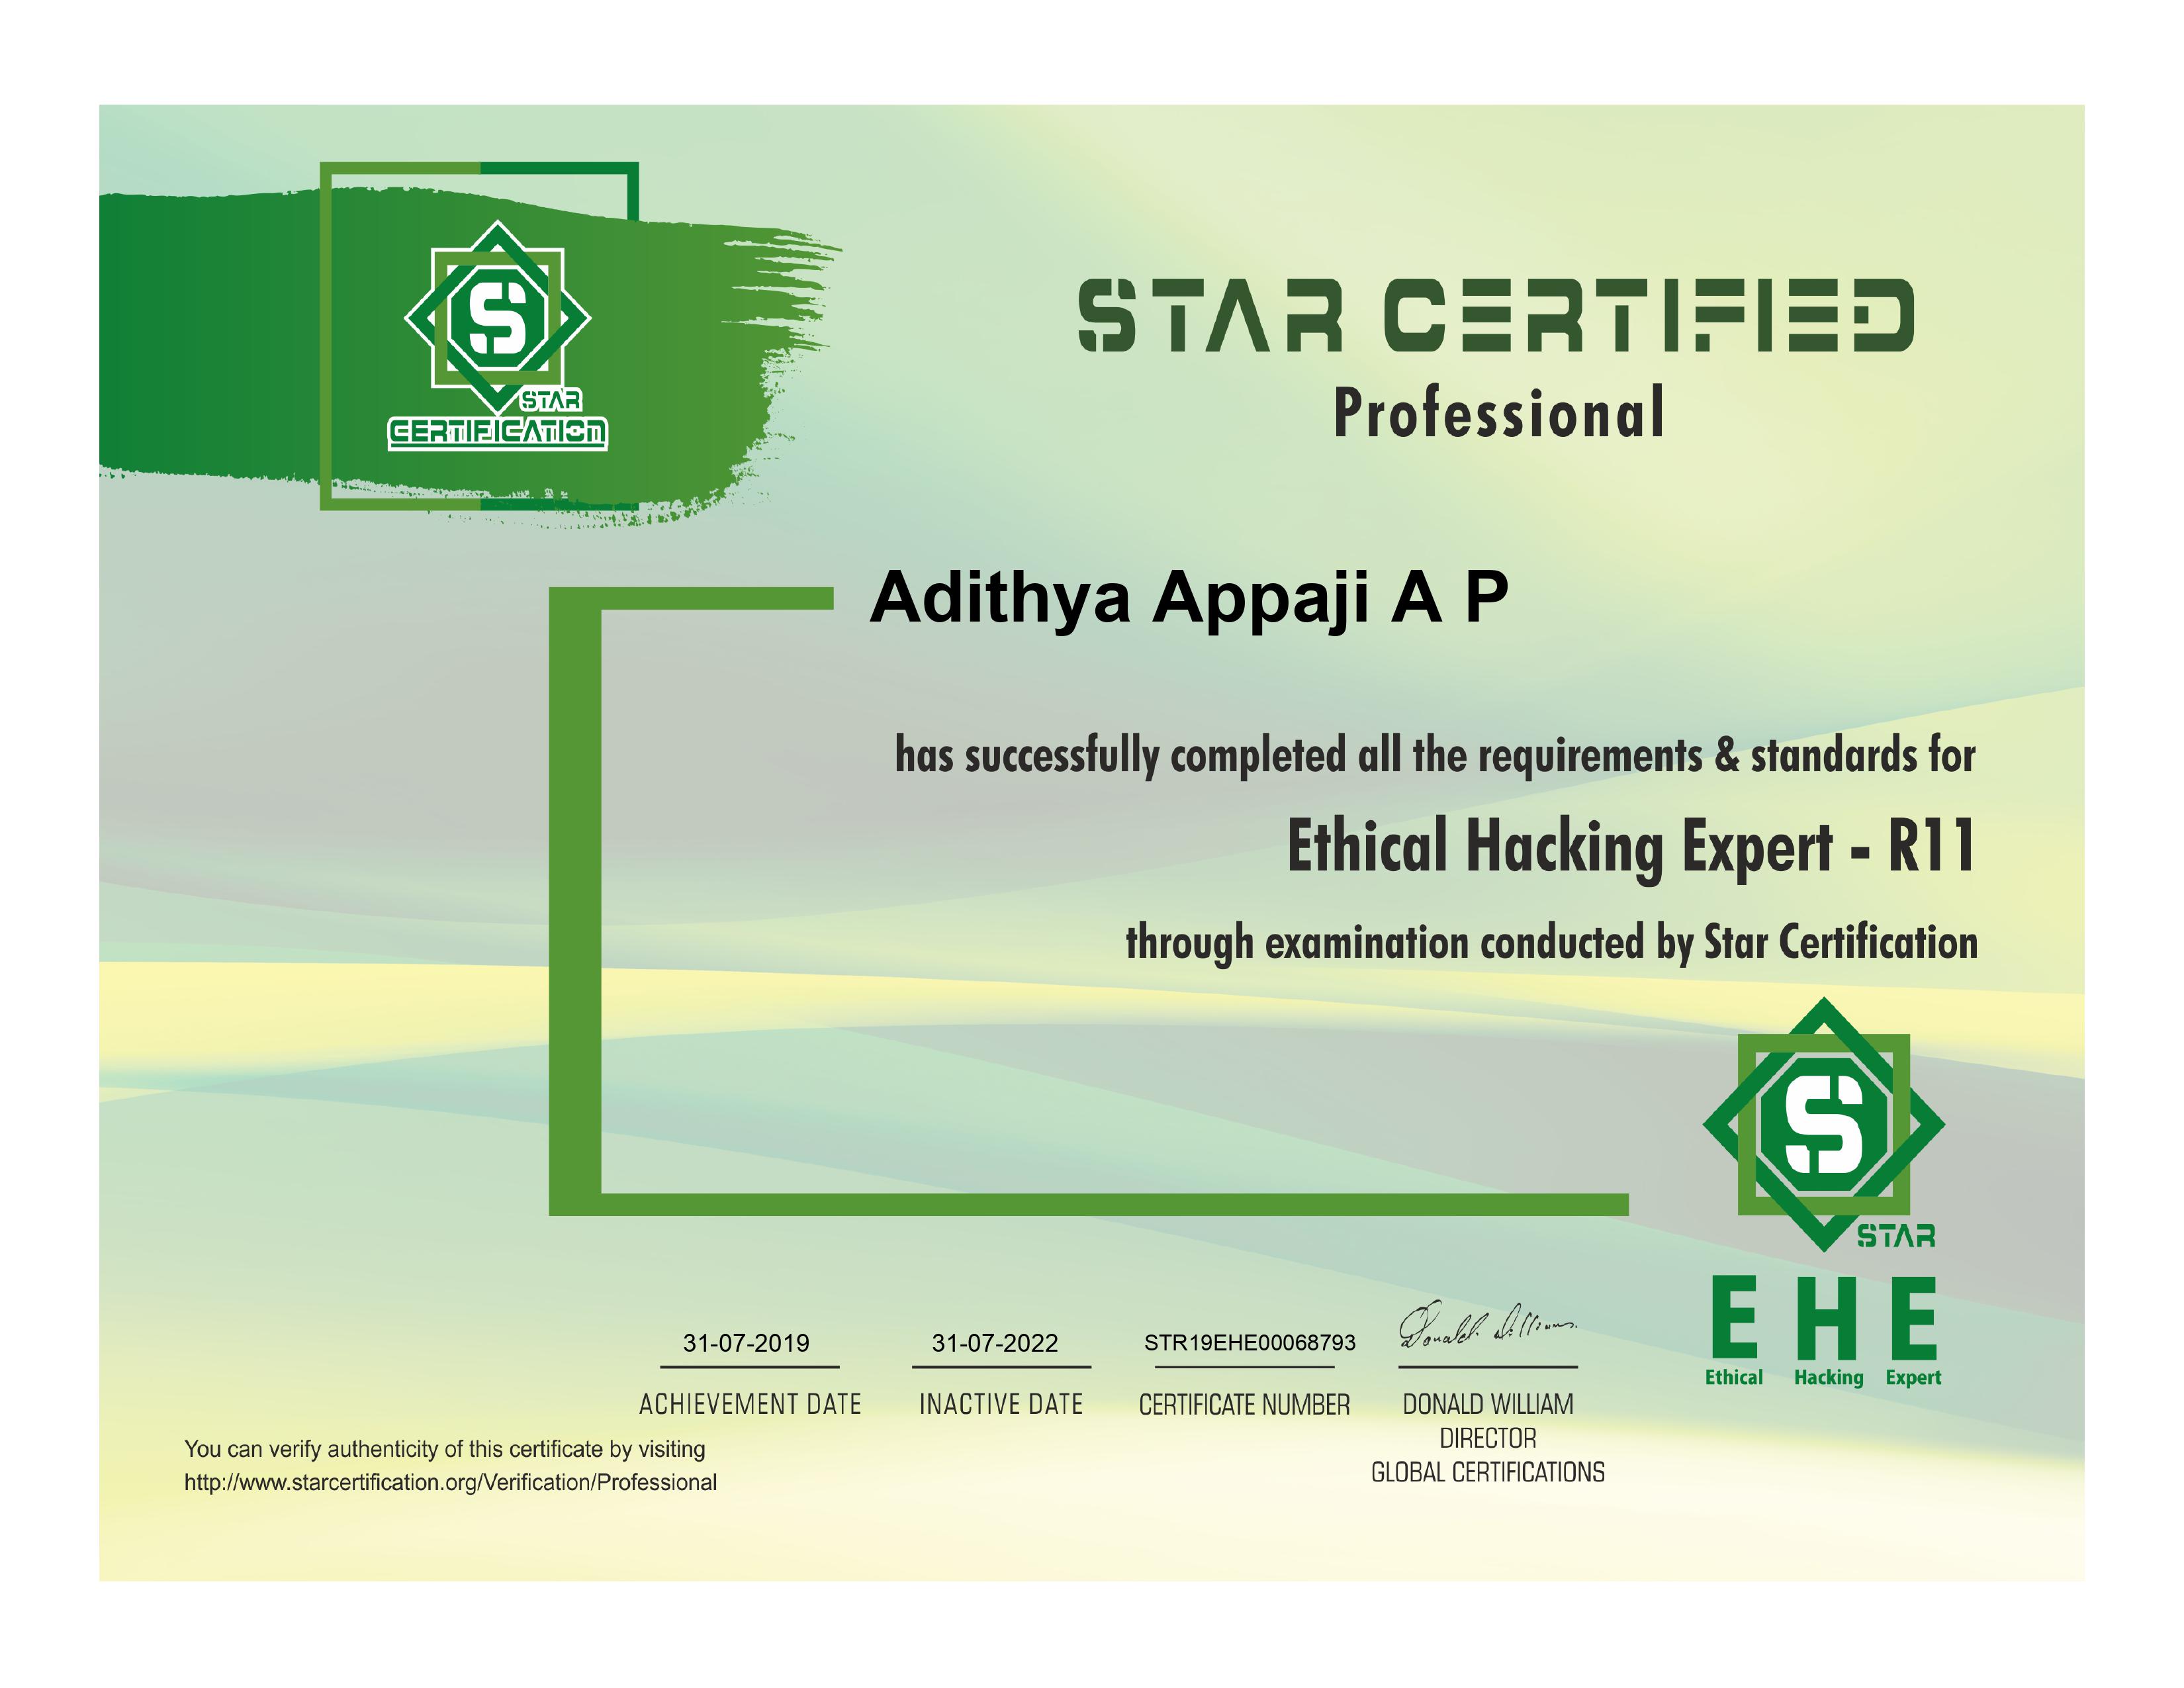 STAR
CERTIFICATION
STAR CERTIFIED
Professional
Adithya Appaji A P
has successfully completed all the requirements & standards for
Ethical Hacking Expert - R11
through examination conducted by Star Certification
S
STAR
E H E
Ethical Hacking Expert
31-07-2019 31-07-2022 STR19EHE00068793 Donald Williams.
ACHIEVEMENT DATE INACTIVE DATE CERTIFICATE NUMBER DONALD WILLIAM
DIRECTOR
GLOBAL CERTIFICATIONS
You can verify authenticity of this certificate by visiting
http://www.starcertification.org/Verification/Professional